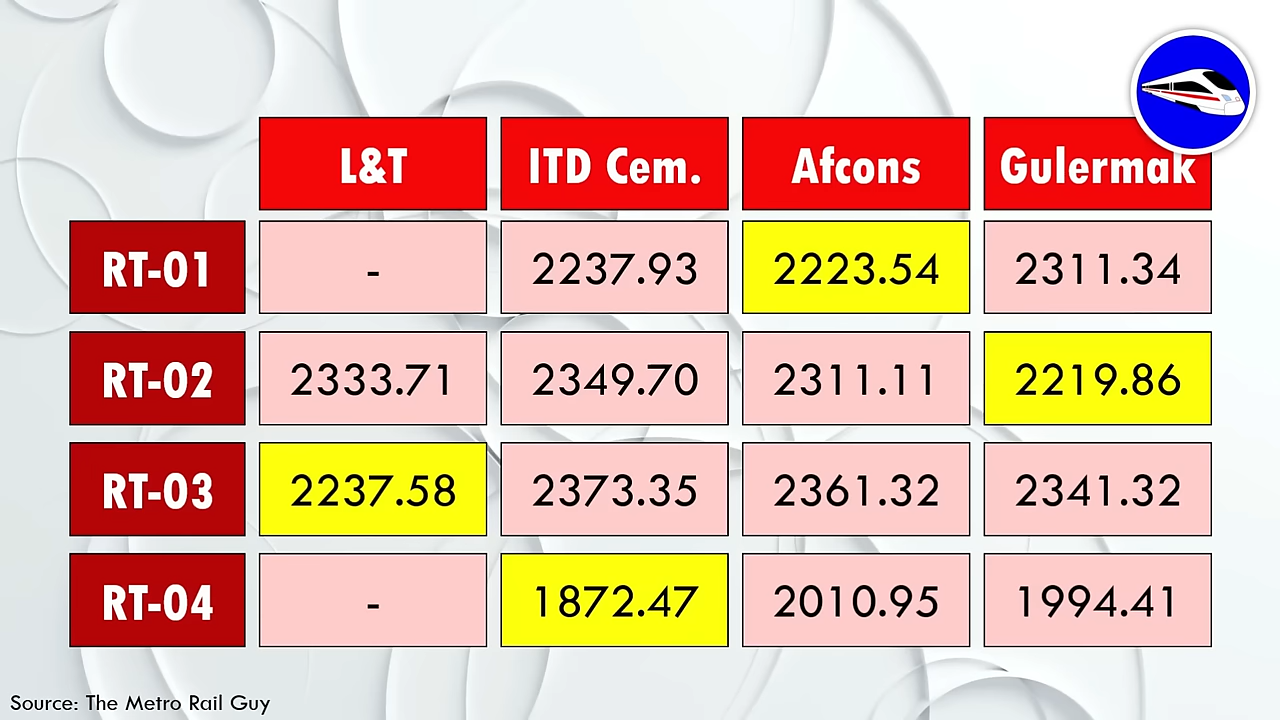 L&T ITD Cem. Afcons Gulermak
RT-01 - 2237.93 2223.54 2311.34
RT-02 2333.71 2349.70 2311.11 2219.86
RT-03 2237.58 2373.35 2361.32 2341.32
RT-04 - 1872.47 2010.95 1994.41
Source: The Metro Rail Guy